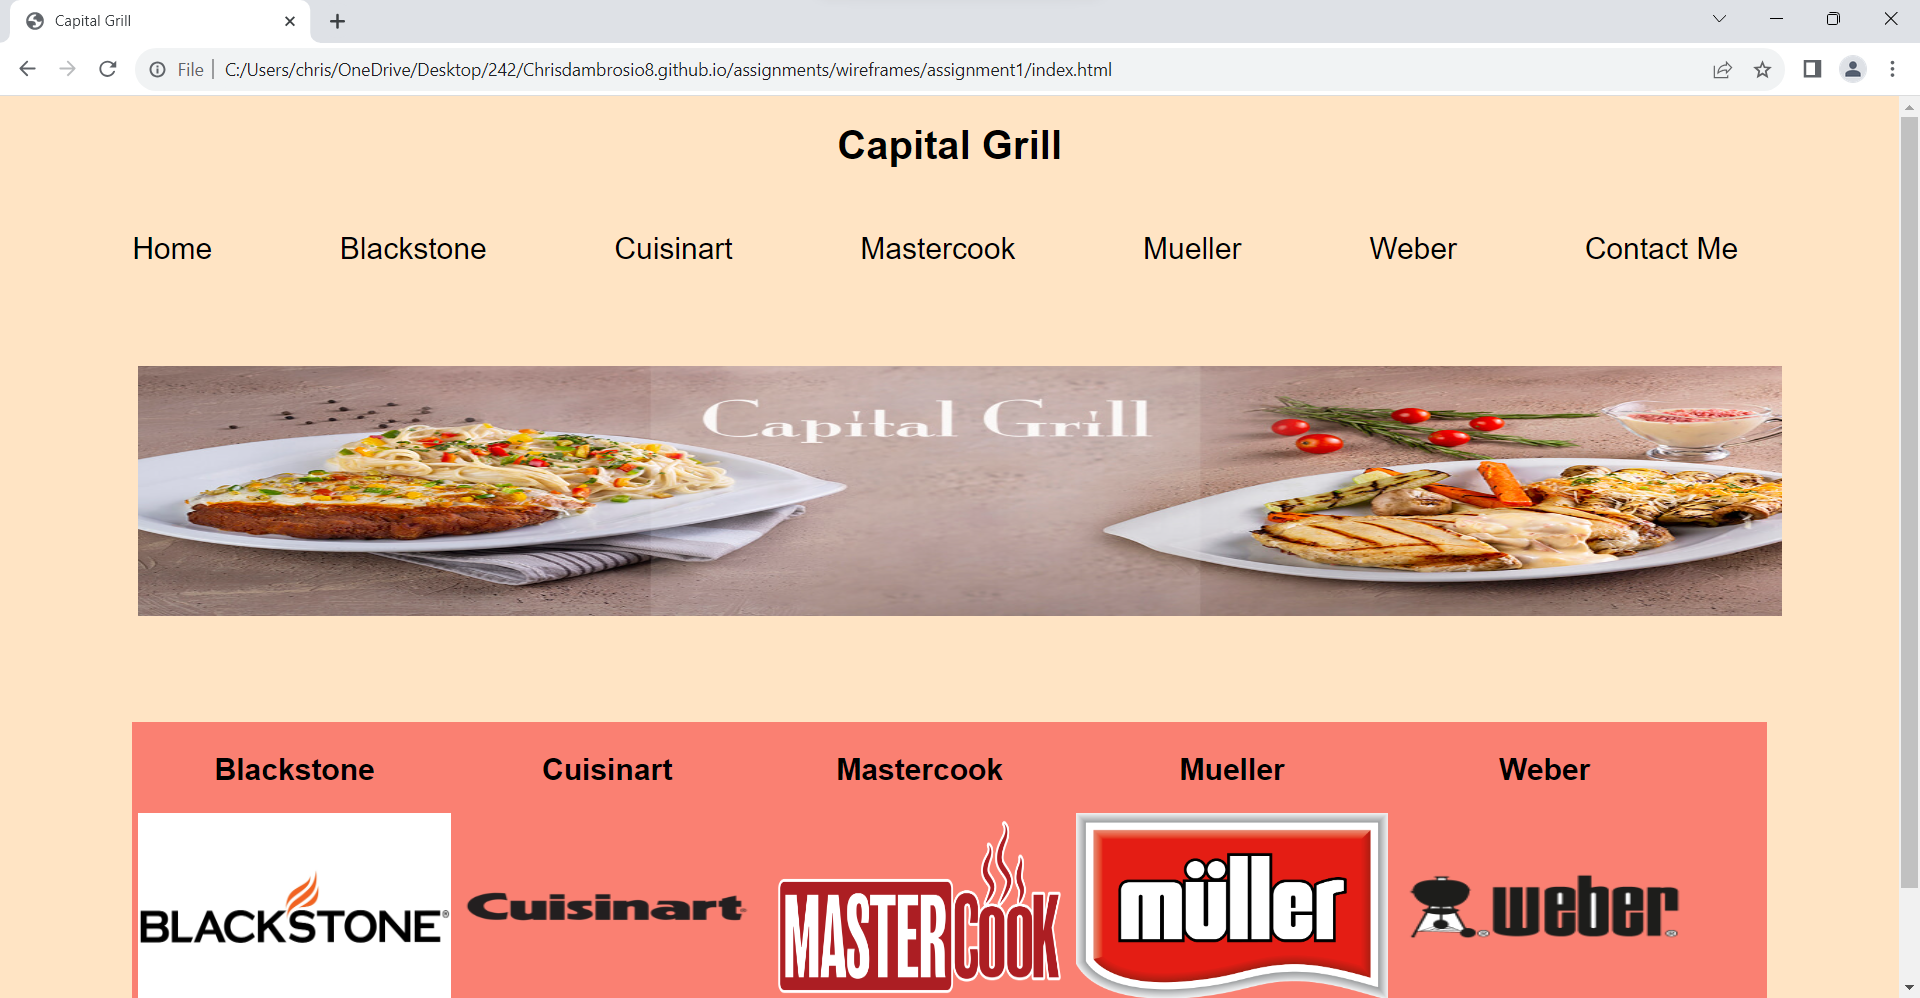 Capital Grill
File
C:/Users/chris/OneDrive/Desktop/242/Chrisdambrosio8.github.io/assignments/wireframes/assignment1/index.html
Capital Grill
Home Blackstone Cuisinart Mastercook Mueller Weber Contact Me
Capital Grill
Blackstone Cuisinart Mastercook Mueller Weber
BLACKSTONE®
Cuisinart
MASTER COOK
müller
weber